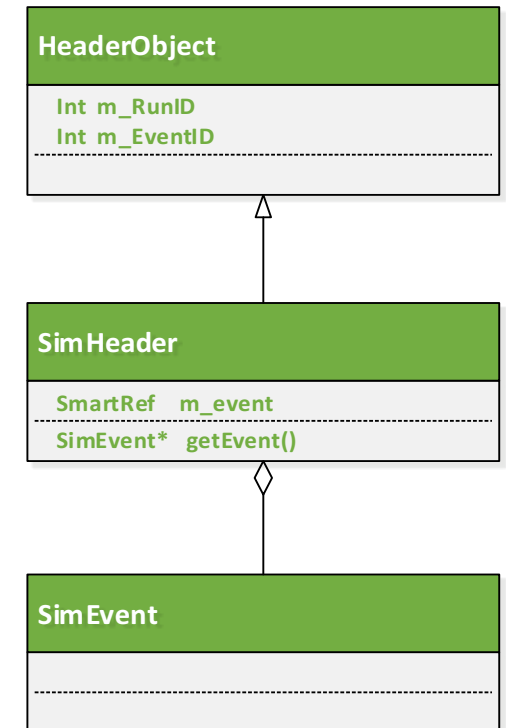 HeaderObject
Int m_RunID
Int m_EventID
SimHeader
SmartRef m_event
SimEvent* getEvent()
SimEvent